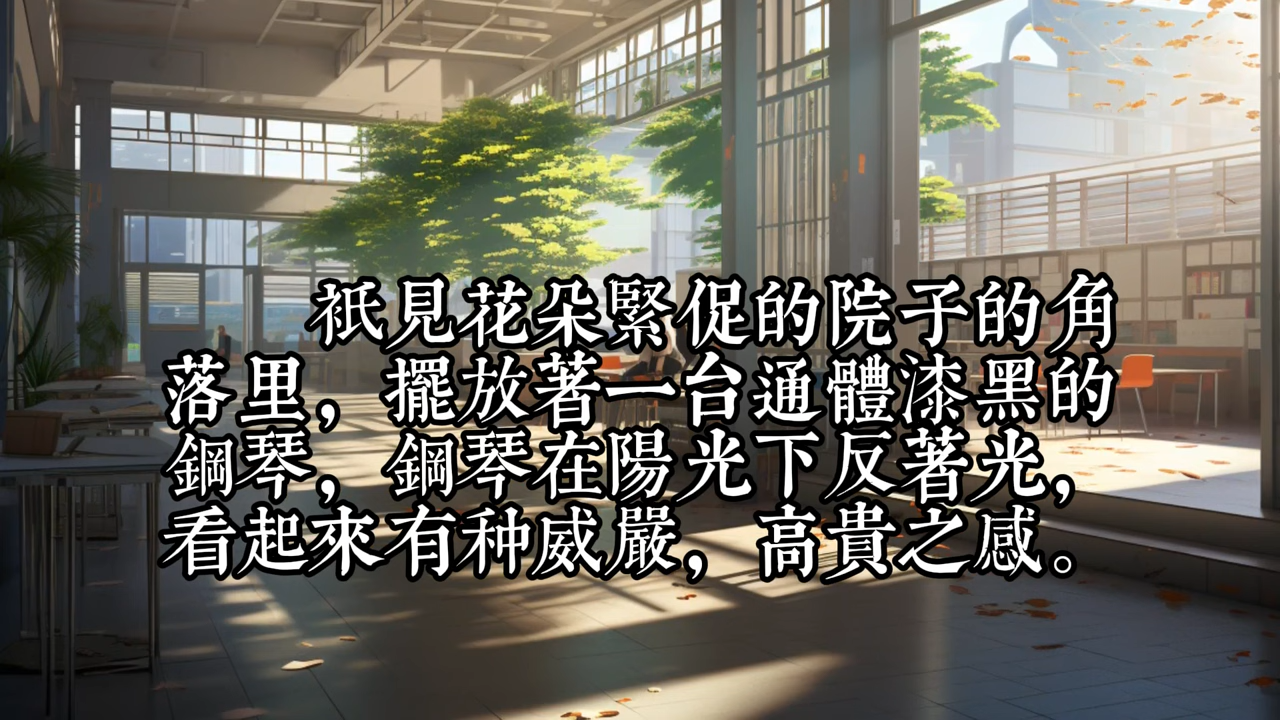 祇見花朵緊促的院子的角
落里，擺放著一台通體漆黑的
鋼琴，鋼琴在陽光下反著光，
看起來有种威嚴，高貴之感。